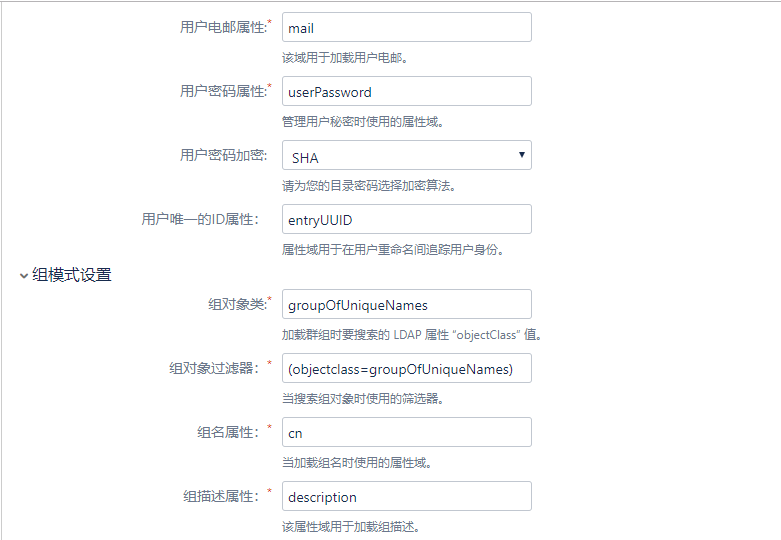 用户电邮属性:* mail
该域用于加载用户电邮。
用户密码属性:* userPassword
管理用户秘密时使用的属性域。
用户密码加密: SHA
请为您的目录密码选择加密算法。
用户唯一的ID属性： entryUUID
属性域用于在用户重命名间追踪用户身份。
组模式设置
组对象类:* groupOfUniqueNames
加载群组时要搜索的 LDAP 属性 “objectClass” 值。
组对象过滤器：* (objectclass=groupOfUniqueNames)
当搜索组对象时使用的筛选器。
组名属性：* cn
当加载组名时使用的属性域。
组描述属性：* description
该属性域用于加载组描述。